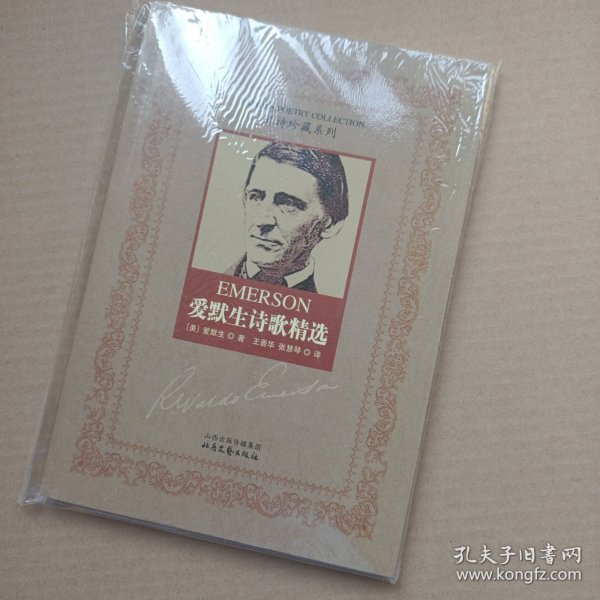 POETRY COLLECTION
诗珍藏系列
EMERSON
爱默生诗歌精选
[美] 爱默生 著 王晋华 张慧琴 译
R. Waldo Emerson
山西出版传媒集团
北岳文艺出版社
孔夫子旧书网
www.kongfz.com